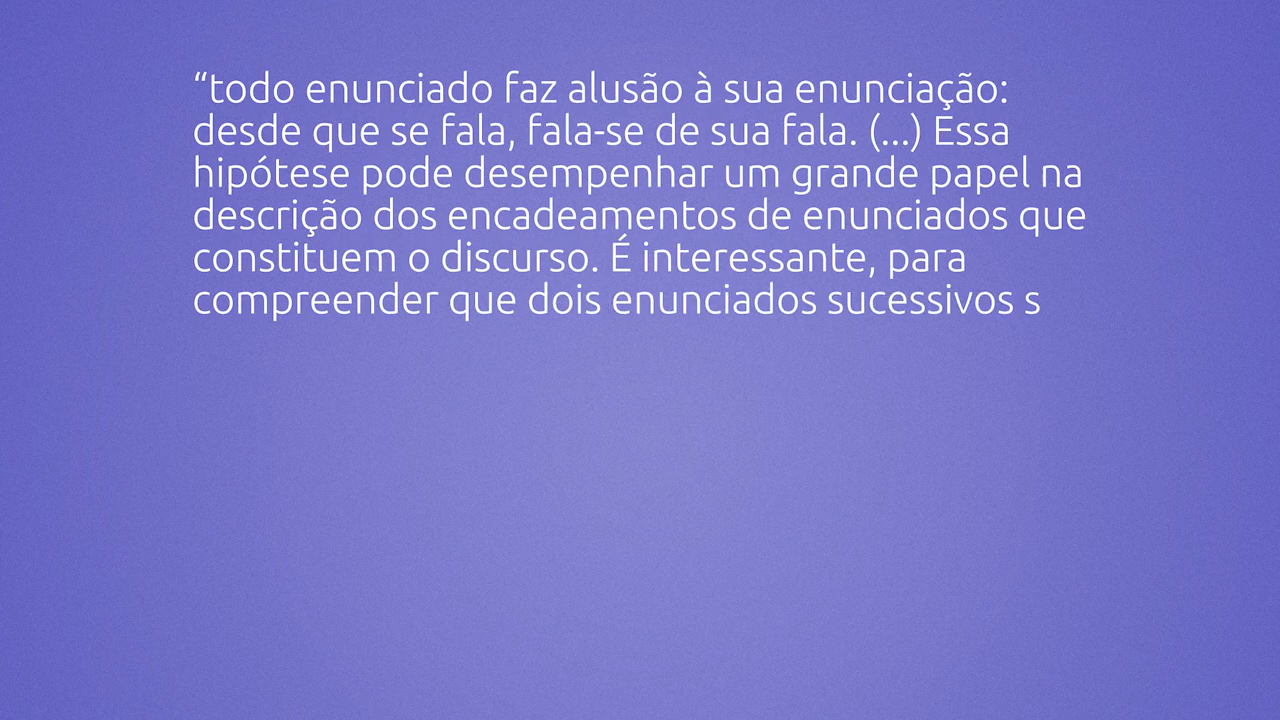 “todo enunciado faz alusão à sua enunciação:
desde que se fala, fala-se de sua fala. (...) Essa
hipótese pode desempenhar um grande papel na
descrição dos encadeamentos de enunciados que
constituem o discurso. É interessante, para
compreender que dois enunciados sucessivos s